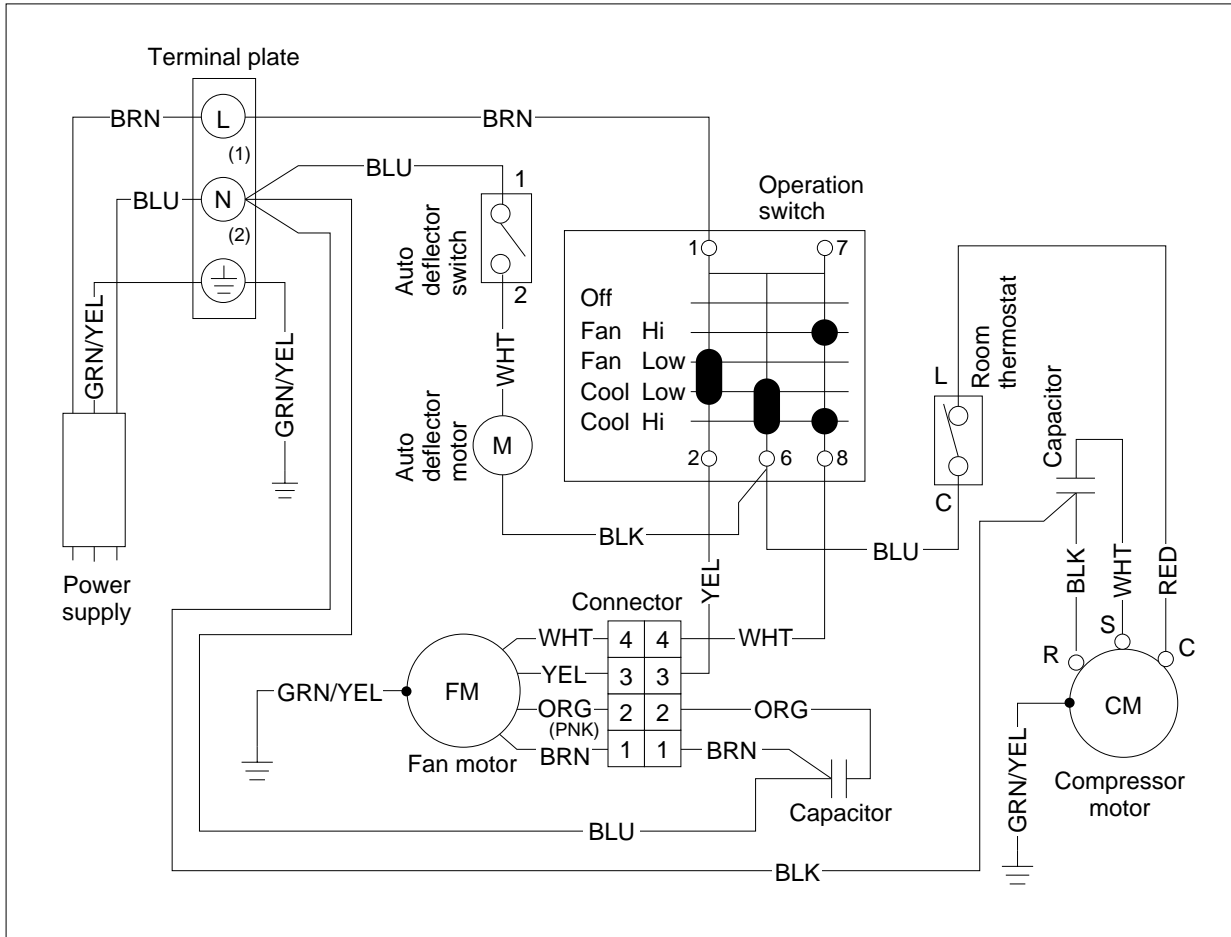 Terminal plate
BRN
L
BRN
(1)
BLU
1
BLU
N
Operation
switch
(2)
Auto
deflector
switch
1
7
2
Off
Fan Hi
Fan Low
Cool Low
Cool Hi
GRN/YEL
GRN/YEL
WHT
L
Room
thermostat
Capacitor
Auto
deflector
motor
M
2
6
8
C
BLK
BLU
Power
supply
YEL
BLK
WHT
RED
Connector
WHT
4
4
WHT
S
R
C
YEL
3
3
GRN/YEL
FM
ORG
2
2
ORG
CM
(PNK)
BRN
1
1
BRN
Fan motor
Compressor
motor
GRN/YEL
Capacitor
BLU
BLK